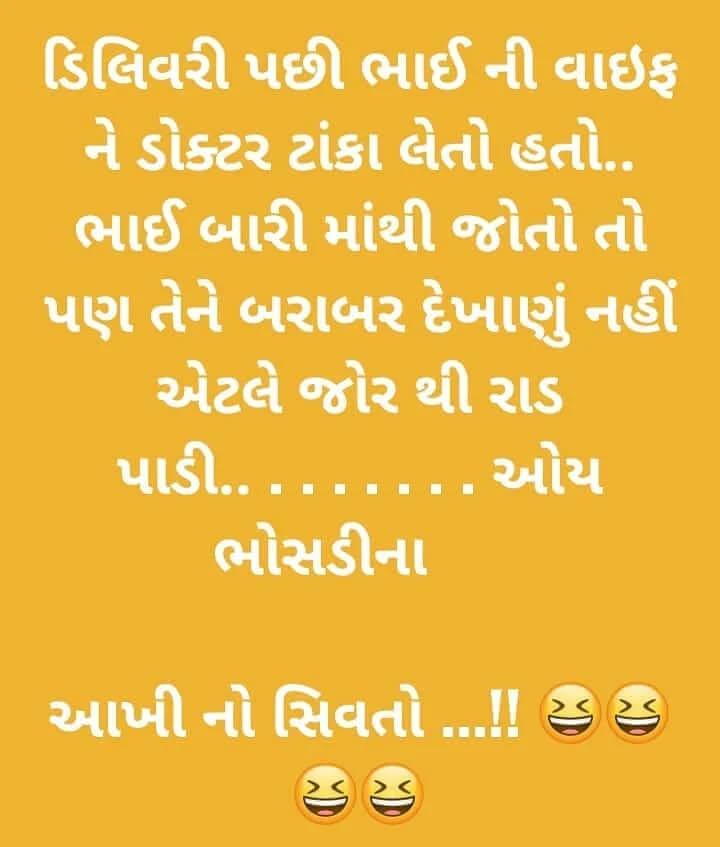 ડિલિવરી પછી ભાઈ ની વાઇફ
ને ડોક્ટર ટાંકા લેતો હતો..
ભાઈ બારી માંથી જોતો તો
પણ તેને બરાબર દેખાણું નહીં
એટલે જોર થી રાડ
પાડી.. . . . . . . . ઓય
ભોસડીના
આખી નો સિવતો ...!! 😆😆
😆😆